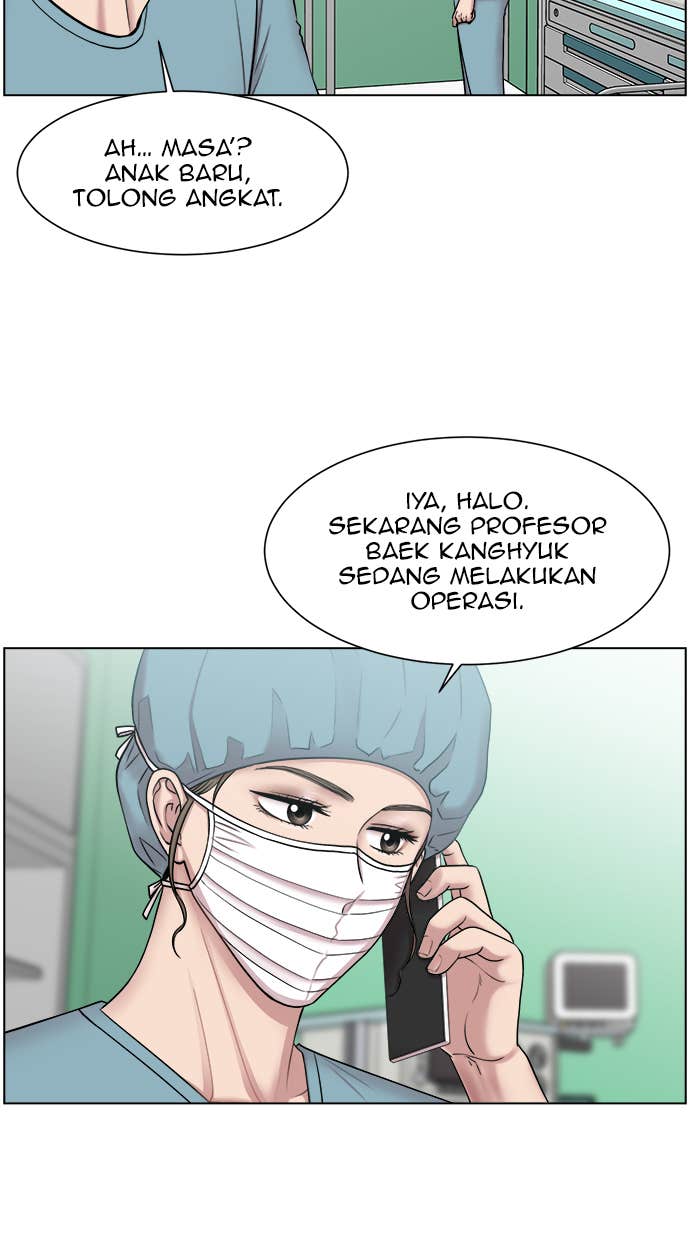 AH... MASA'?
ANAK BARU,
TOLONG ANGKAT.
IYA, HALO.
SEKARANG PROFESOR
BAEK KANGHYUK
SEDANG MELAKUKAN
OPERASI.